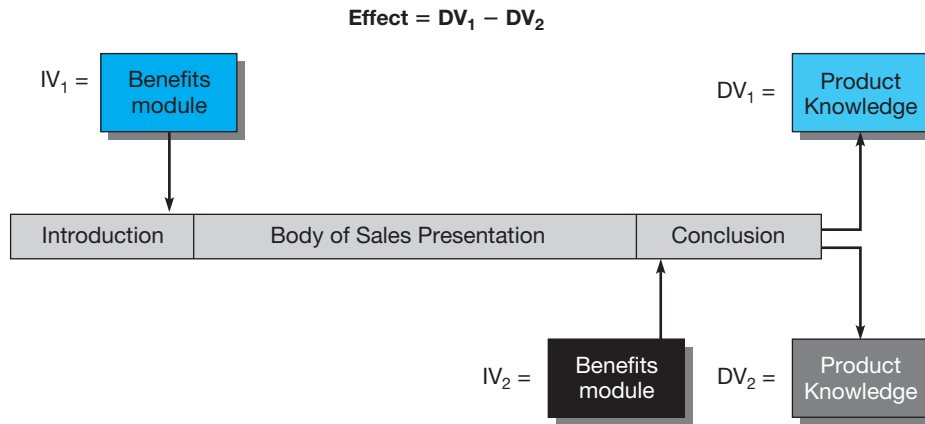 Effect = DV₁ − DV₂
IV₁ =
Benefits
module
DV₁ =
Product
Knowledge
Introduction
Body of Sales Presentation
Conclusion
IV₂ =
Benefits
module
DV₂ =
Product
Knowledge